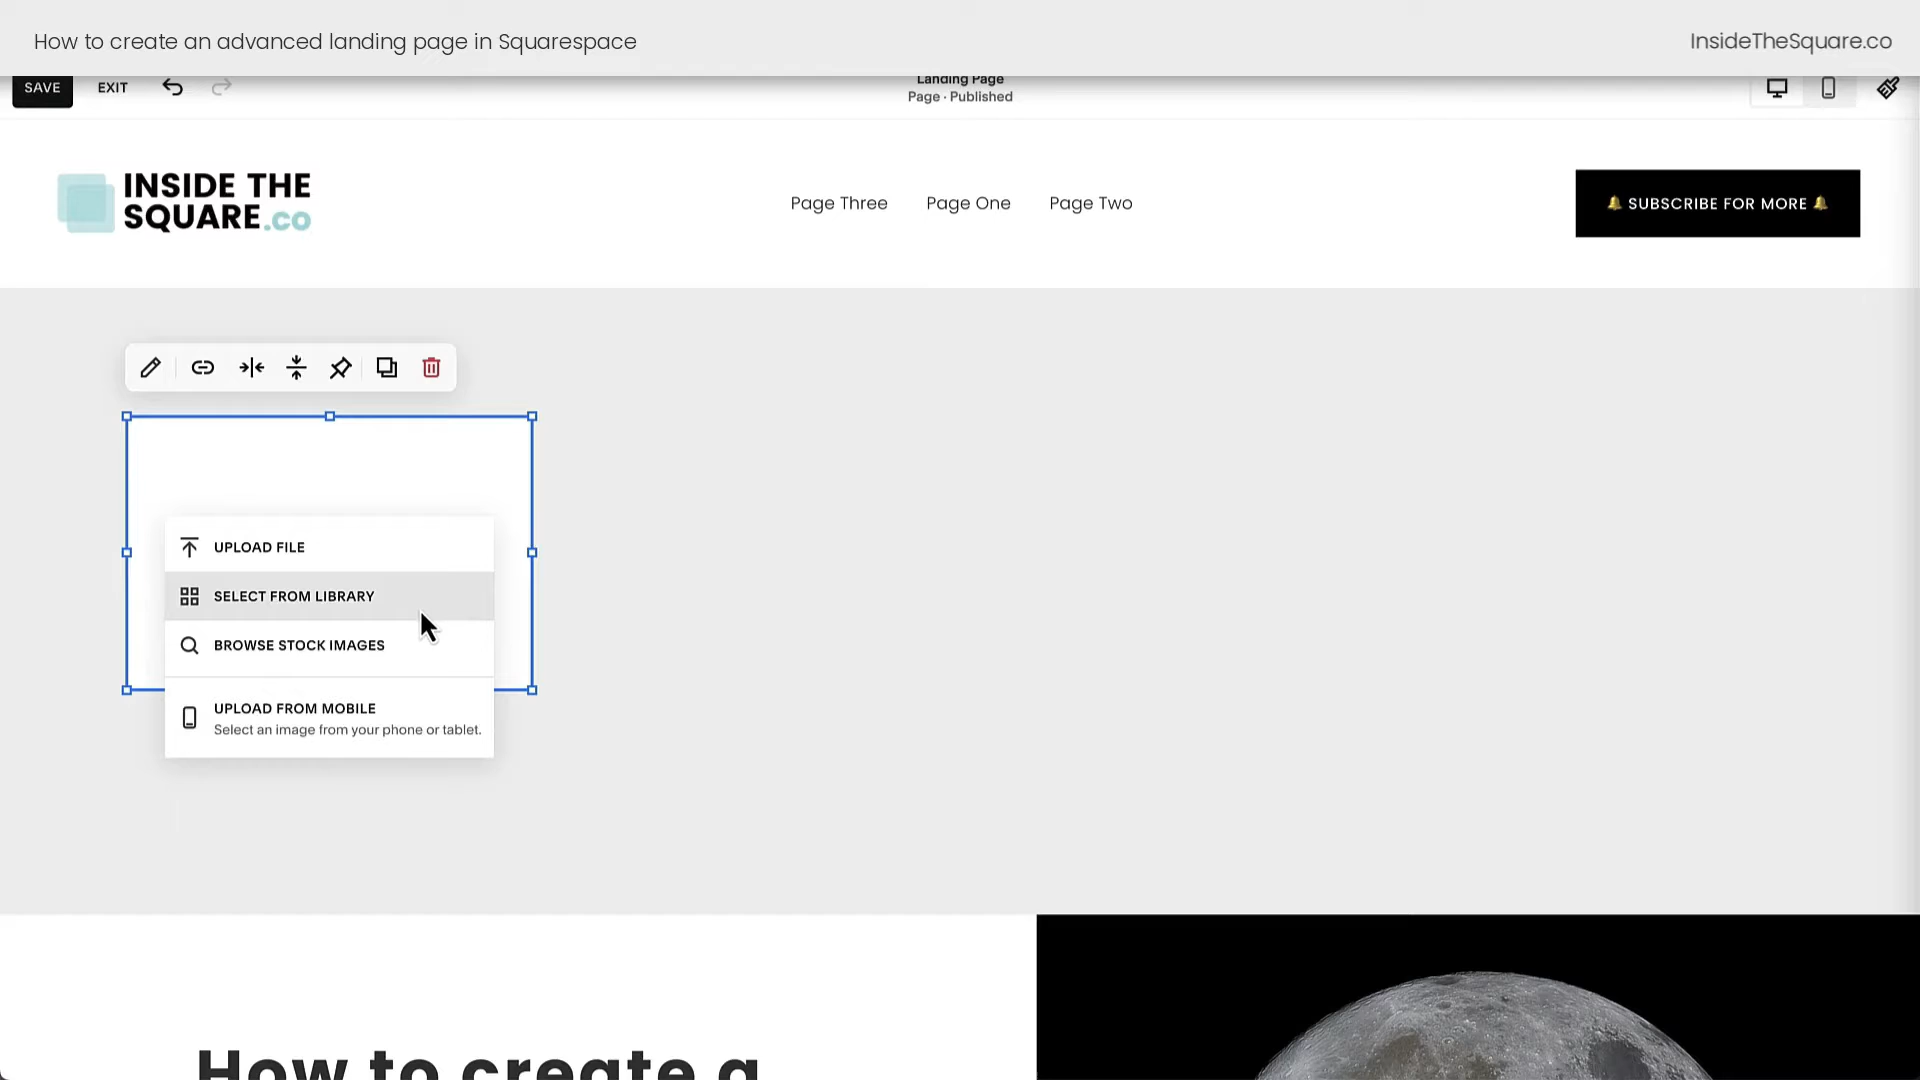 How to create an advanced landing page in Squarespace
InsideTheSquare.co
SAVE
EXIT
Landing Page
Page · Published
INSIDE THE
SQUARE.co
Page Three
Page One
Page Two
🔔 SUBSCRIBE FOR MORE 🔔
UPLOAD FILE
SELECT FROM LIBRARY
BROWSE STOCK IMAGES
UPLOAD FROM MOBILE
Select an image from your phone or tablet.
How to create a